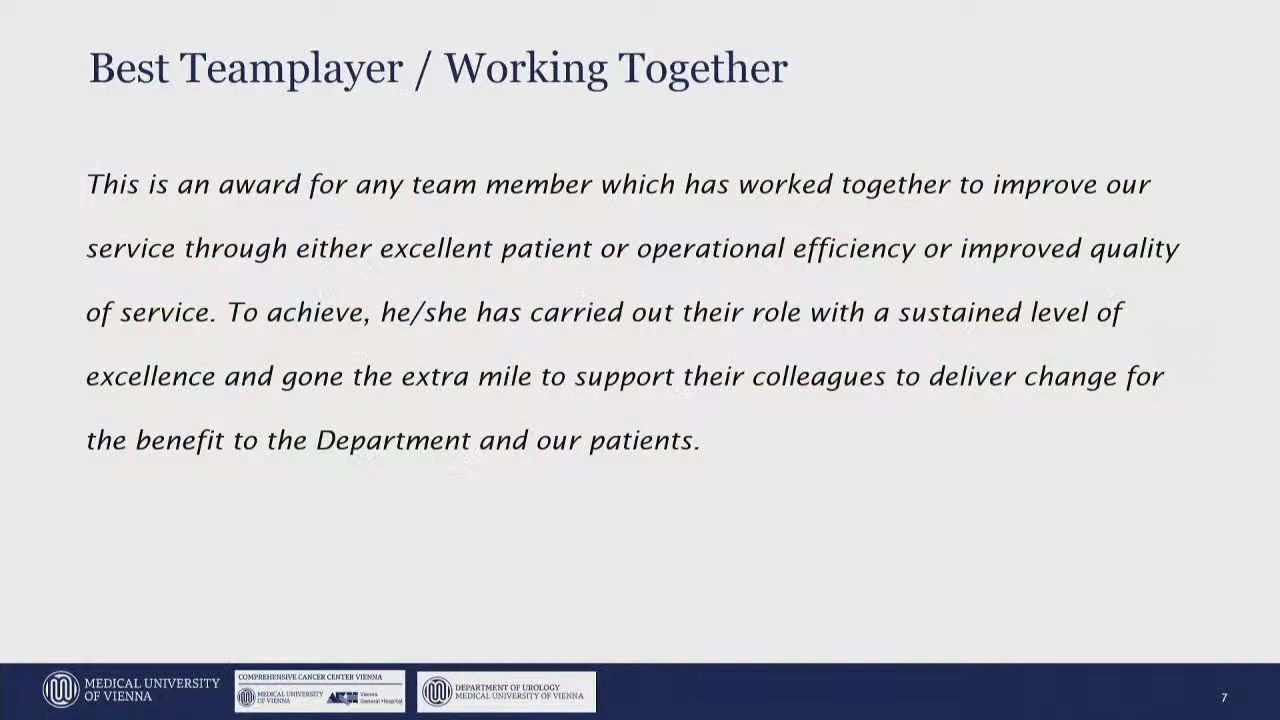 Best Teamplayer / Working Together
This is an award for any team member which has worked together to improve our
service through either excellent patient or operational efficiency or improved quality
of service. To achieve, he/she has carried out their role with a sustained level of
excellence and gone the extra mile to support their colleagues to deliver change for
the benefit to the Department and our patients.
MEDICAL UNIVERSITY
OF VIENNA
COMPREHENSIVE CANCER CENTER VIENNA
MEDICAL UNIVERSITY
OF VIENNA
AKH
Vienna
General Hospital
DEPARTMENT OF UROLOGY
MEDICAL UNIVERSITY OF VIENNA
7